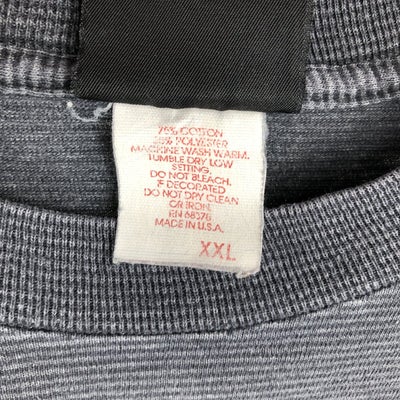 75% COTTON
25% POLYESTER
MACHINE WASH WARM.
TUMBLE DRY LOW
SETTING.
DO NOT BLEACH.
IF DECORATED
DO NOT DRY CLEAN
OR IRON.
RN 68378
MADE IN U.S.A.
XXL